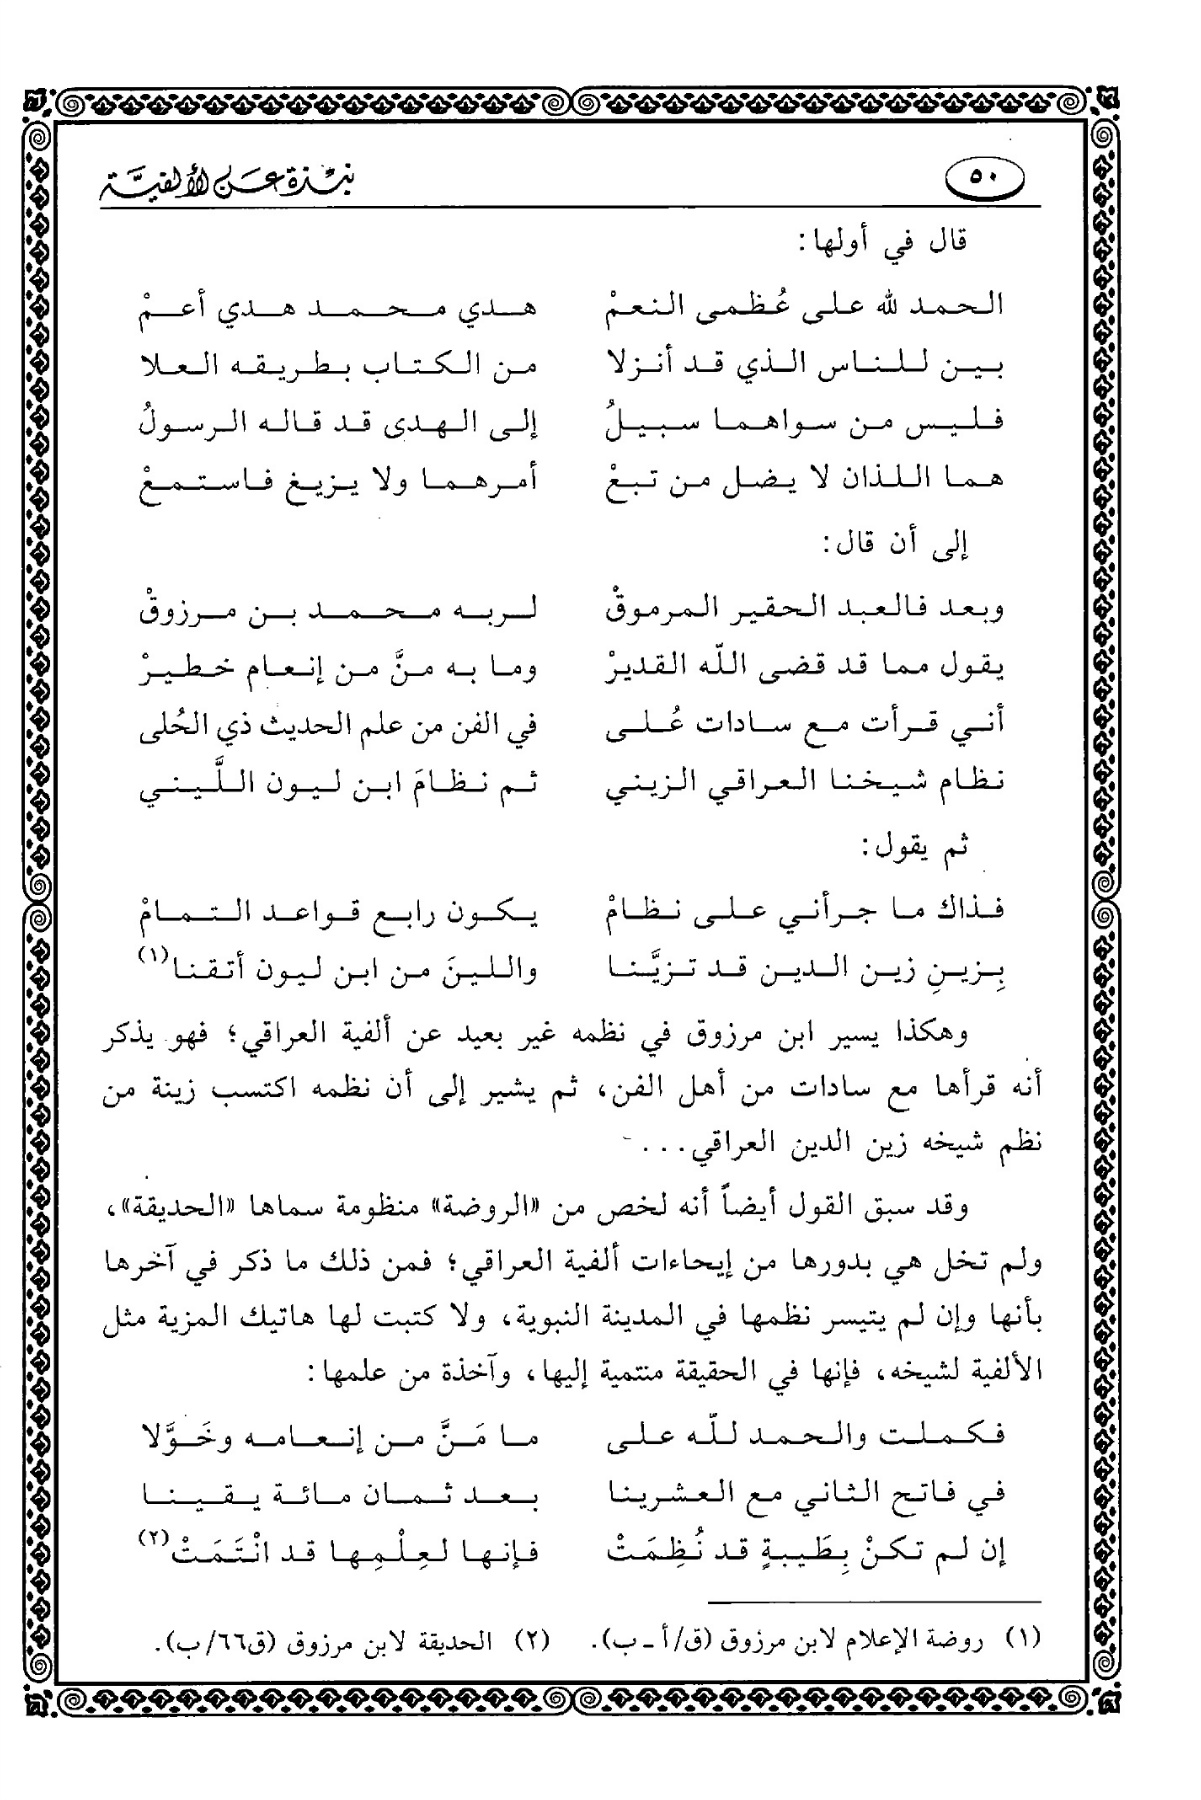 نبذة عن الألفية
٥٠
قال في أولها:
الحمد لله على عُظمى النعمْ هدي محمد هدي أعمْ
بين للناس الذي قد أنزلا من الكتاب بطريقه العلا
فليس من سواهما سبيلُ إلى الهدى قد قاله الرسولُ
هما اللذان لا يضل من تبعْ أمرهما ولا يزيغ فاستمعْ
إلى أن قال:
وبعد فالعبد الحقير المرموقْ لربه محمد بن مرزوقْ
يقول مما قد قضى اللّه القديرْ وما به منَّ من إنعام خطيرْ
أني قرأت مع سادات عُلى في الفن من علم الحديث ذي الحُلى
نظام شيخنا العراقي الزيني ثم نظامَ ابن ليون اللَّيني
ثم يقول:
فذاك ما جرأني على نظامْ يكون رابع قواعد التمامْ
بِزينِ زين الدين قد تزيَّنا واللينَ من ابن ليون أتقنا(١)
وهكذا يسير ابن مرزوق في نظمه غير بعيد عن ألفية العراقي؛ فهو يذكر
أنه قرأها مع سادات من أهل الفن، ثم يشير إلى أن نظمه اكتسب زينة من
نظم شيخه زين الدين العراقي...
وقد سبق القول أيضاً أنه لخص من «الروضة» منظومة سماها «الحديقة»،
ولم تخل هي بدورها من إيحاءات ألفية العراقي؛ فمن ذلك ما ذكر في آخرها
بأنها وإن لم يتيسر نظمها في المدينة النبوية، ولا كتبت لها هاتيك المزية مثل
الألفية لشيخه، فإنها في الحقيقة منتمية إليها، وآخذة من علمها:
فكملت والحمد للّه على ما مَنَّ من إنعامه وخَوَّلا
في فاتح الثاني مع العشرينا بعد ثمان مائة يقينا
إن لم تكنْ بِطَيبةٍ قد نُظِمَتْ فإنها لعِلْمِها قد انْتَمَتْ(٢)
(١) روضة الإعلام لابن مرزوق (ق/أ ـ ب). (٢) الحديقة لابن مرزوق (ق٦٦/ب).